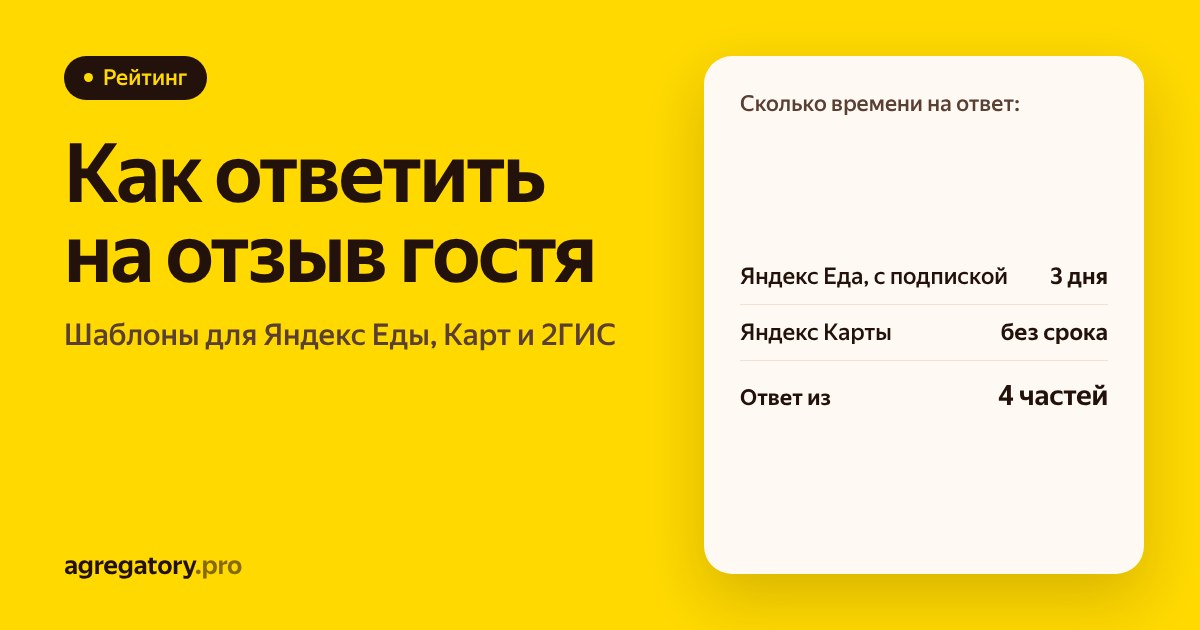 Рейтинг
Как ответить
на отзыв гостя
Шаблоны для Яндекс Еды, Карт и 2ГИС
agregatory.pro
Сколько времени на ответ:
Яндекс Еда, с подпиской 3 дня
Яндекс Карты без срока
Ответ из 4 частей